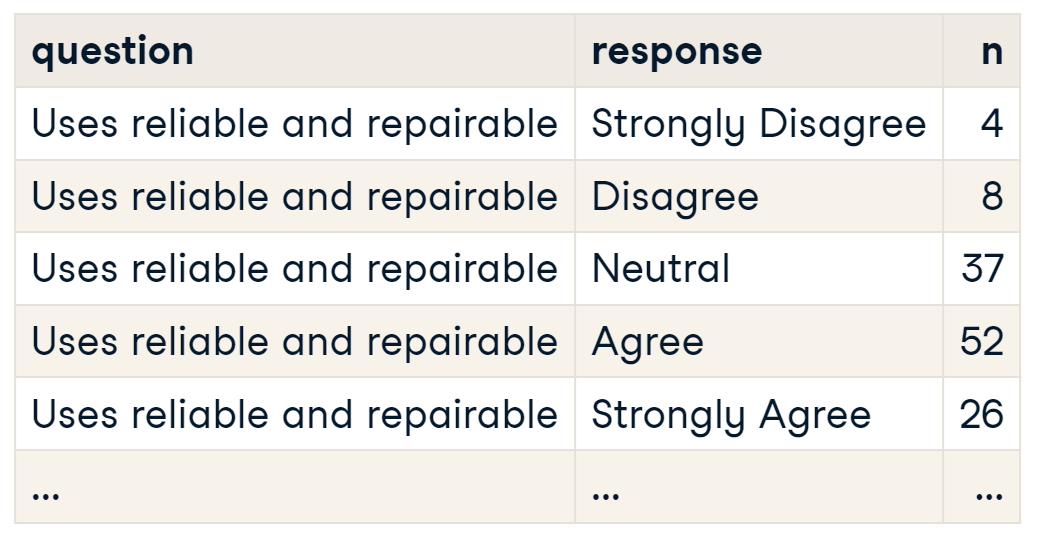 question response n
Uses reliable and repairable Strongly Disagree 4
Uses reliable and repairable Disagree 8
Uses reliable and repairable Neutral 37
Uses reliable and repairable Agree 52
Uses reliable and repairable Strongly Agree 26
... ... ...